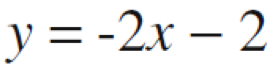 y = -2x − 2